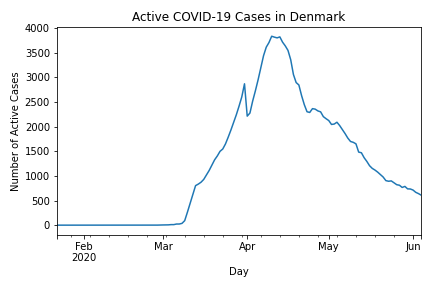 Active COVID-19 Cases in Denmark
Number of Active Cases
4000
3500
3000
2500
2000
1500
1000
500
0
Feb
2020
Mar
Apr
May
Jun
Day